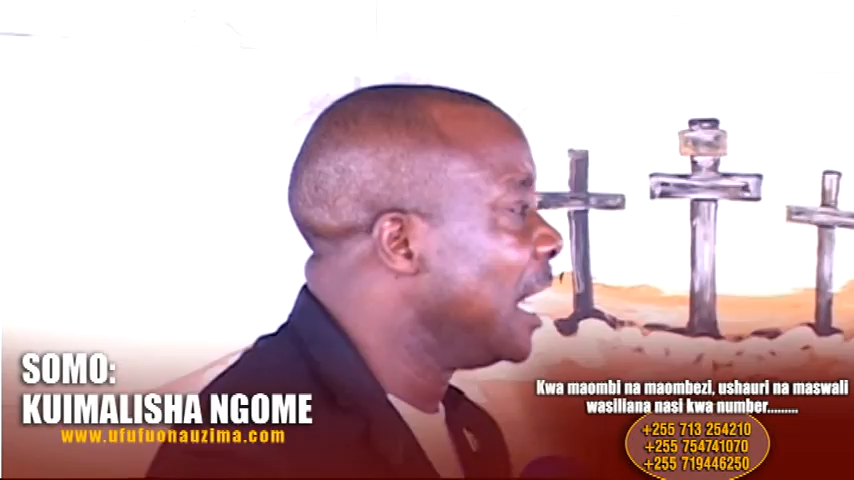 SOMO:
KUIMALISHA NGOME
www.ufufuonauzima.com
Kwa maombi na maombezi, ushauri na maswali
wasiliana nasi kwa number.........
+255 713 254210
+255 754741070
+255 719446250